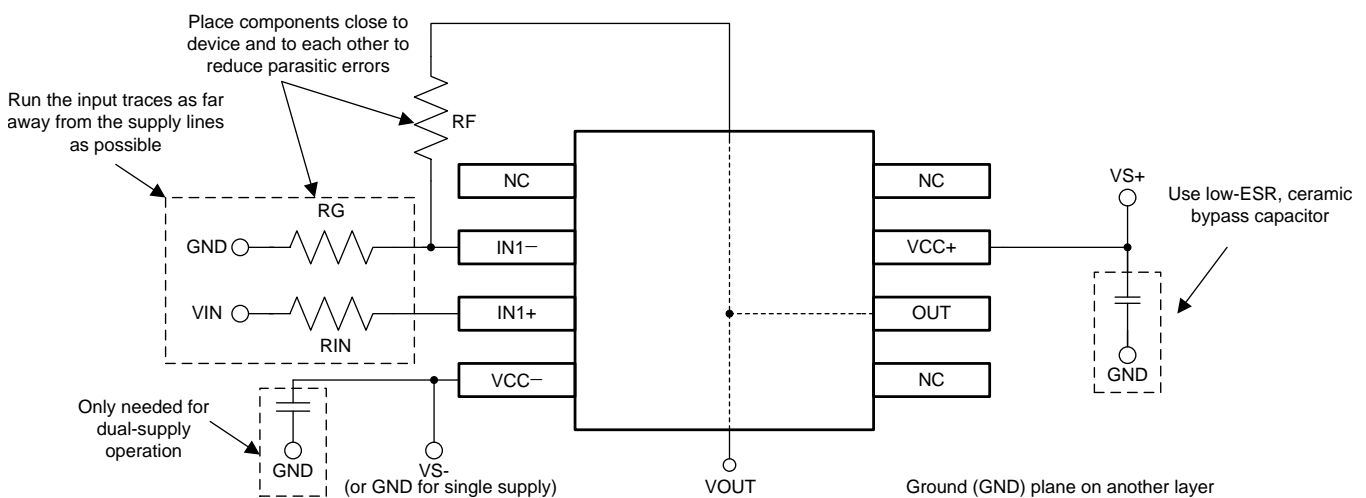 Place components close to
device and to each other to
reduce parasitic errors
Run the input traces as far
away from the supply lines
as possible
RF
NC
NC
VS+
Use low-ESR, ceramic
bypass capacitor
RG
GND
IN1−
VCC+
VIN
IN1+
OUT
RIN
VCC−
NC
GND
Only needed for
dual-supply
operation
GND
VS-
(or GND for single supply)
VOUT
Ground (GND) plane on another layer